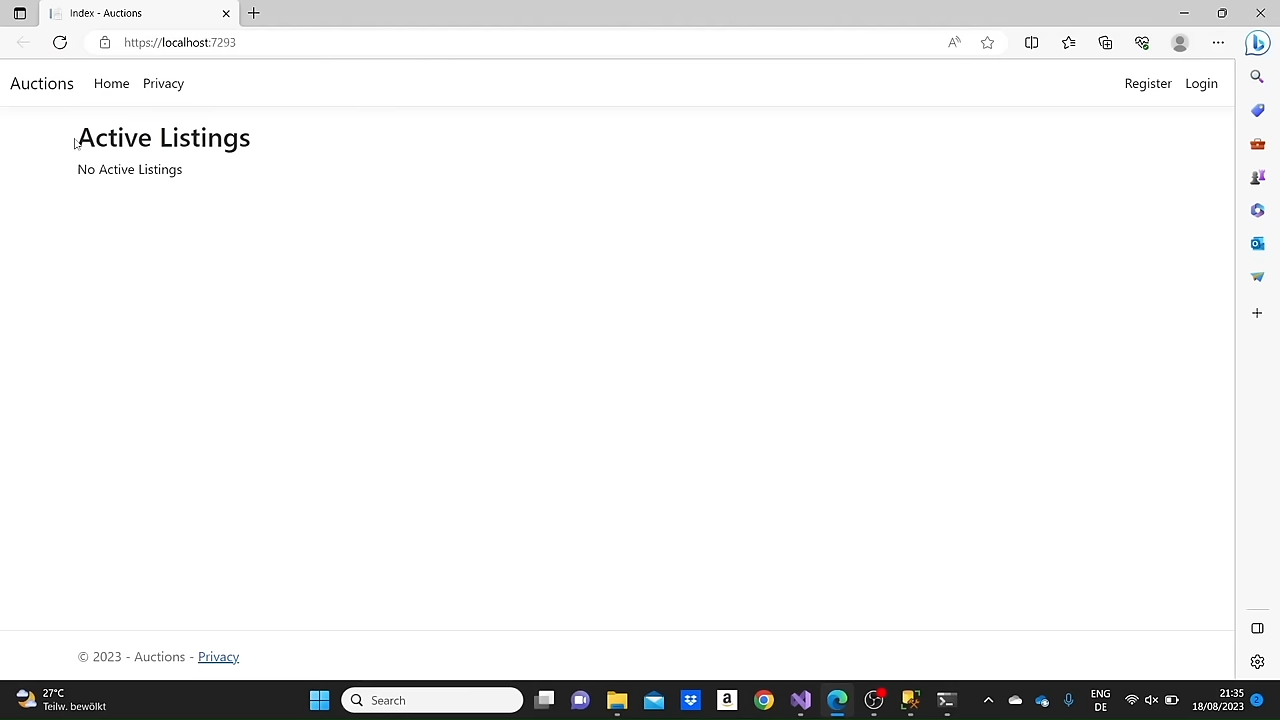 Index - Auctions
https://localhost:7293
Auctions Home Privacy Register Login
Active Listings
No Active Listings
© 2023 - Auctions - Privacy
27°C
Teilw. bewölkt
Search
ENG
DE
21:35
18/08/2023
2